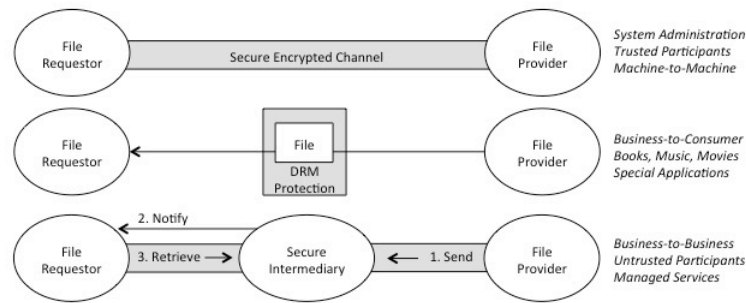 File
Requestor
Secure Encrypted Channel
File
Provider
System Administration
Trusted Participants
Machine-to-Machine
File
Requestor
File
DRM
Protection
File
Provider
Business-to-Consumer
Books, Music, Movies
Special Applications
2. Notify
File
Requestor
3. Retrieve
Secure
Intermediary
1. Send
File
Provider
Business-to-Business
Untrusted Participants
Managed Services